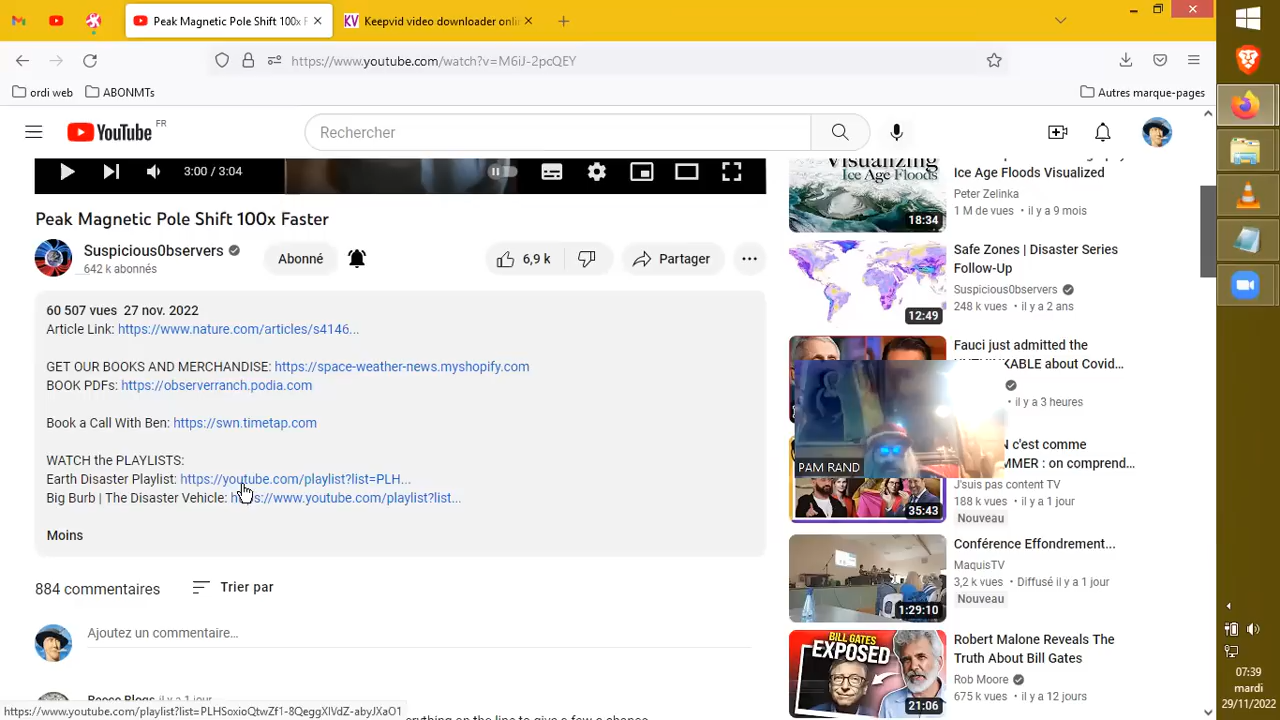 Peak Magnetic Pole Shift 100x F
Keepvid video downloader onlin
https://www.youtube.com/watch?v=M6iJ-2pcQEY
ordi web
ABONMTs
Autres marque-pages
YouTube FR
Rechercher
3:00 / 3:04
Peak Magnetic Pole Shift 100x Faster
Suspicious0bservers
642 k abonnés
Abonné
6,9 k
Partager
60 507 vues 27 nov. 2022
Article Link: https://www.nature.com/articles/s4146...
GET OUR BOOKS AND MERCHANDISE: https://space-weather-news.myshopify.com
BOOK PDFs: https://observerranch.podia.com
Book a Call With Ben: https://swn.timetap.com
WATCH the PLAYLISTS:
Earth Disaster Playlist: https://youtube.com/playlist?list=PLH...
Big Burb | The Disaster Vehicle: https://www.youtube.com/playlist?list...
Moins
884 commentaires
Trier par
Ajoutez un commentaire...
il y a 1 jour
https://www.youtube.com/playlist?list=PLHSoxioQtwZf1-8QeggXIVdZ-abyJXaO1
Visualizing
Ice Age Floods
18:34
Ice Age Floods Visualized
Peter Zelinka
1 M de vues • il y a 9 mois
12:49
Safe Zones | Disaster Series
Follow-Up
Suspicious0bservers
248 k vues • il y a 2 ans
Fauci just admitted the
UNTHINKABLE about Covid...
• il y a 3 heures
PAM RAND
35:43
c'est comme
: on comprend...
J'suis pas content TV
188 k vues • il y a 1 jour
Nouveau
1:29:10
Conférence Effondrement...
MaquisTV
3,2 k vues • Diffusé il y a 1 jour
Nouveau
BILL GATES
EXPOSED
21:06
Robert Malone Reveals The
Truth About Bill Gates
Rob Moore
675 k vues • il y a 12 jours
07:39
mardi
29/11/2022